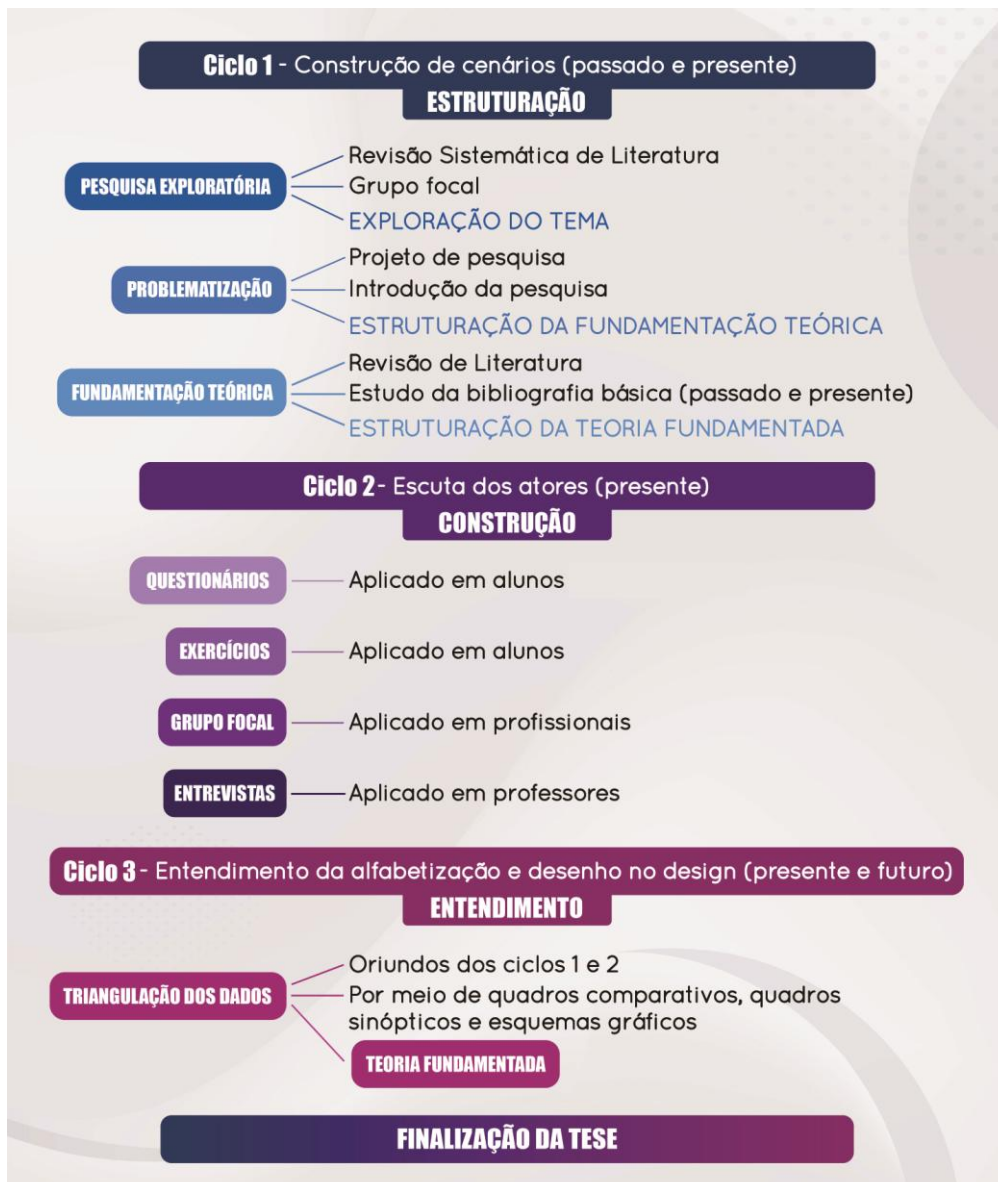 Ciclo 1 - Construção de cenários (passado e presente)
ESTRUTURAÇÃO
PESQUISA EXPLORATÓRIA
Revisão Sistemática de Literatura
Grupo focal
EXPLORAÇÃO DO TEMA
PROBLEMATIZAÇÃO
Projeto de pesquisa
Introdução da pesquisa
ESTRUTURAÇÃO DA FUNDAMENTAÇÃO TEÓRICA
FUNDAMENTAÇÃO TEÓRICA
Revisão de Literatura
Estudo da bibliografia básica (passado e presente)
ESTRUTURAÇÃO DA TEORIA FUNDAMENTADA
Ciclo 2 - Escuta dos atores (presente)
CONSTRUÇÃO
QUESTIONÁRIOS
Aplicado em alunos
EXERCÍCIOS
Aplicado em alunos
GRUPO FOCAL
Aplicado em profissionais
ENTREVISTAS
Aplicado em professores
Ciclo 3 - Entendimento da alfabetização e desenho no design (presente e futuro)
ENTENDIMENTO
TRIANGULAÇÃO DOS DADOS
Oriundos dos ciclos 1 e 2
Por meio de quadros comparativos, quadros
sinópticos e esquemas gráficos
TEORIA FUNDAMENTADA
FINALIZAÇÃO DA TESE